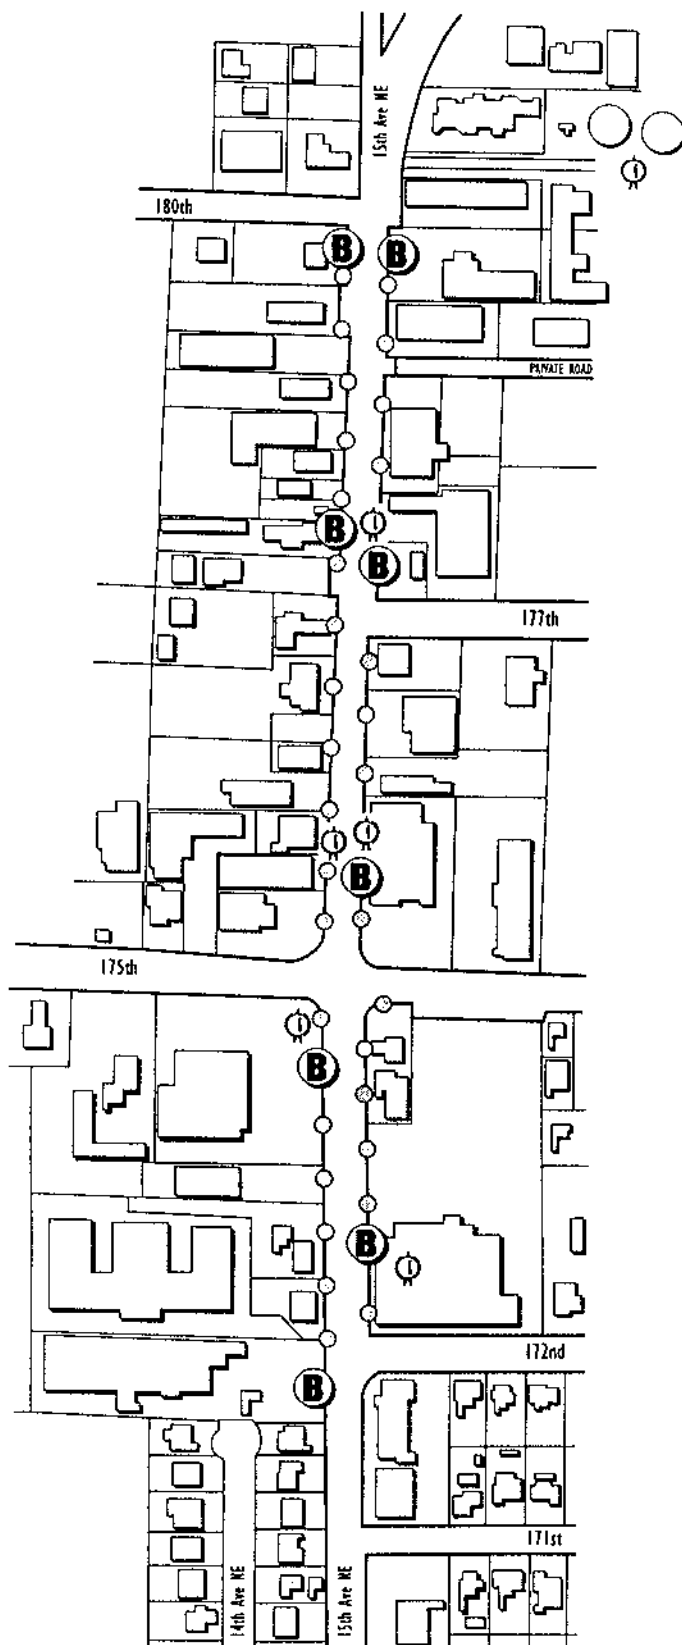 15th Ave NE
180th
B
B
PRIVATE ROAD
B
B
177th
B
175th
B
B
172nd
B
171st
14th Ave NE
15th Ave NE